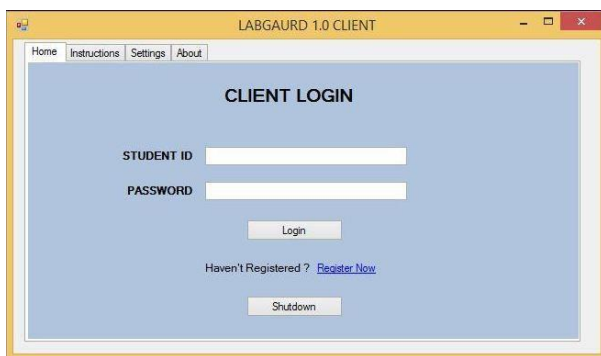 LABGAURD 1.0 CLIENT
Home Instructions Settings About
CLIENT LOGIN
STUDENT ID
PASSWORD
Login
Haven't Registered ? Register Now
Shutdown